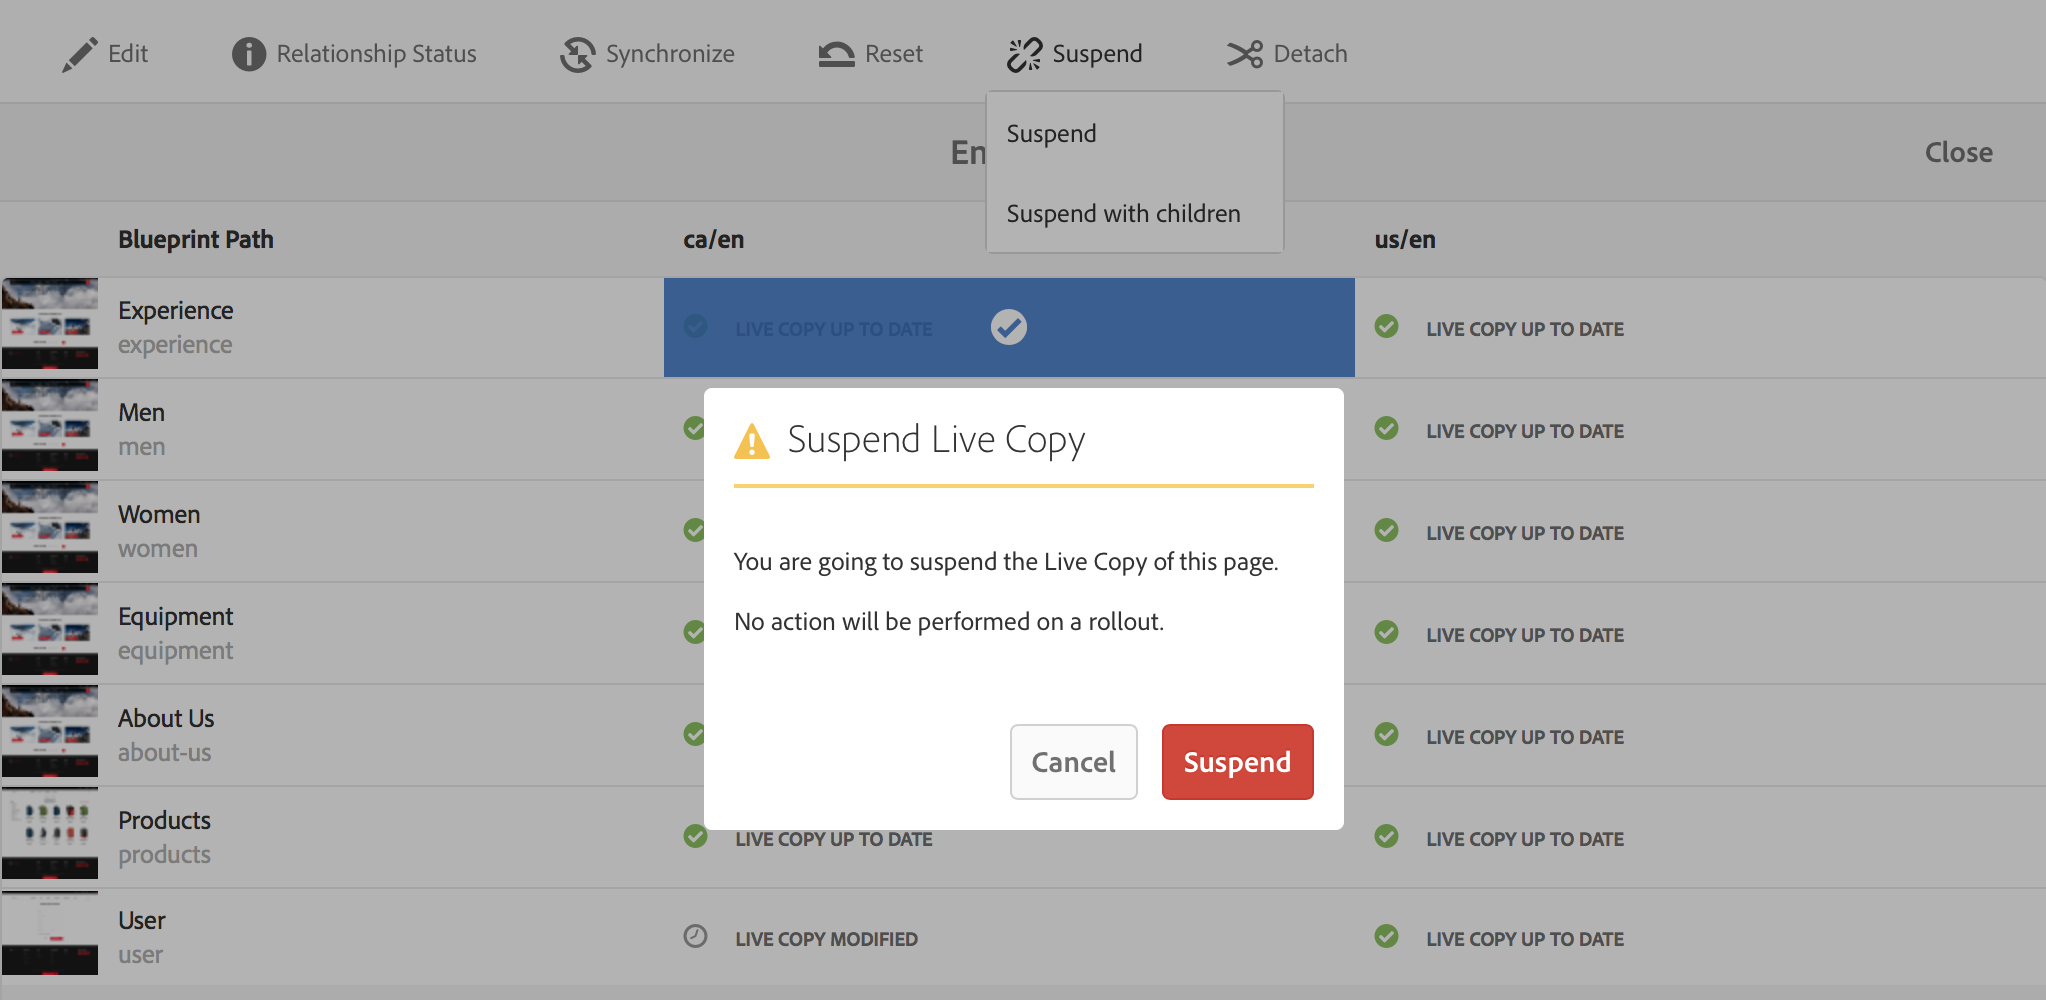 Edit Relationship Status Synchronize Reset Suspend Detach
Suspend
En
Close
Suspend with children
Blueprint Path ca/en us/en
Experience
experience
LIVE COPY UP TO DATE
LIVE COPY UP TO DATE
Men
men
LIVE COPY UP TO DATE
Suspend Live Copy
Women
women
LIVE COPY UP TO DATE
You are going to suspend the Live Copy of this page.
No action will be performed on a rollout.
Equipment
equipment
LIVE COPY UP TO DATE
About Us
about-us
LIVE COPY UP TO DATE
Cancel
Suspend
Products
products
LIVE COPY UP TO DATE
LIVE COPY UP TO DATE
User
user
LIVE COPY MODIFIED
LIVE COPY UP TO DATE